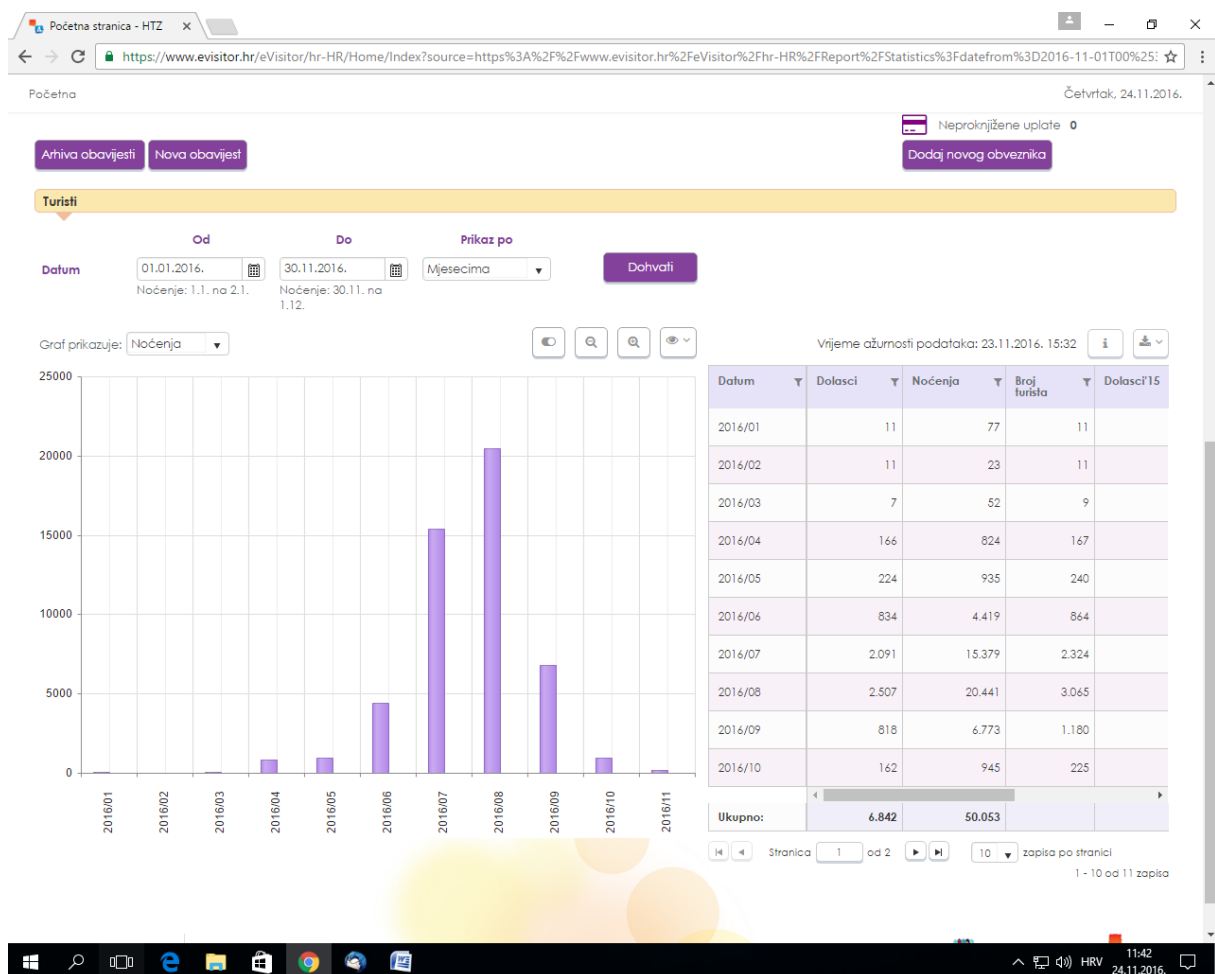 Početna stranica - HTZ
https://www.evisitor.hr/eVisitor/hr-HR/Home/Index?source=https%3A%2F%2Fwww.evisitor.hr%2FeVisitor%2Fhr-HR%2FReport%2FStatistics%3Fdatefrom%3D2016-11-01T00%25:
Početna
Četvrtak, 24.11.2016.
Neproknjižene uplate 0
Arhiva obavijesti Nova obavijest Dodaj novog obveznika
Turisti
Od Do Prikaz po
Datum 01.01.2016. 30.11.2016. Mjesecima Dohvati
Noćenje: 1.1. na 2.1. Noćenje: 30.11. na
1.12.
Graf prikazuje: Noćenja
Vrijeme ažurnosti podataka: 23.11.2016. 15:32 i
25000
20000
15000
10000
5000
0
2016/01 2016/02 2016/03 2016/04 2016/05 2016/06 2016/07 2016/08 2016/09 2016/10 2016/11
Datum Dolasci Noćenja Broj turista Dolasci'15
2016/01 11 77 11
2016/02 11 23 11
2016/03 7 52 9
2016/04 166 824 167
2016/05 224 935 240
2016/06 834 4.419 864
2016/07 2.091 15.379 2.324
2016/08 2.507 20.441 3.065
2016/09 818 6.773 1.180
2016/10 162 945 225
Ukupno: 6.842 50.053
Stranica 1 od 2 10 zapisa po stranici
1 - 10 od 11 zapisa
HRV
11:42
24.11.2016.